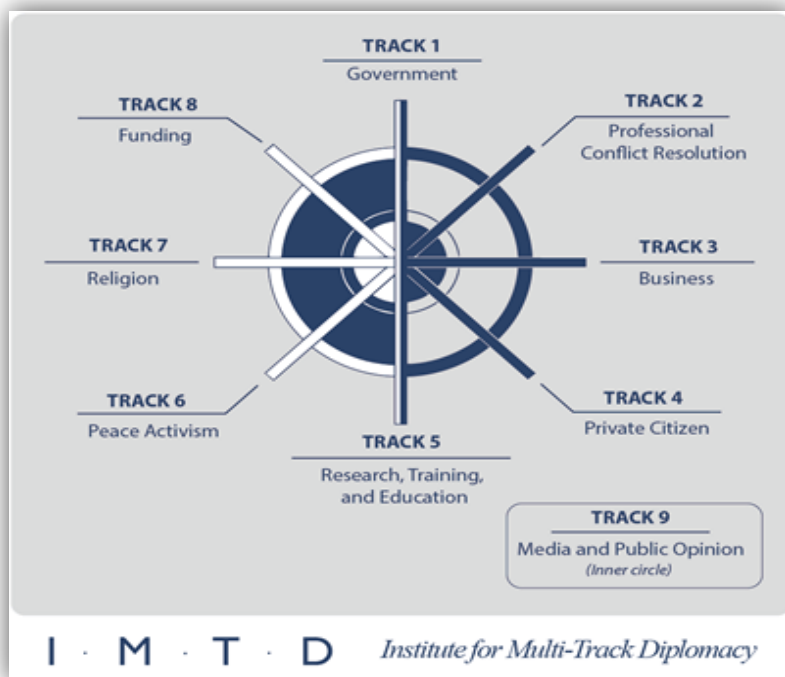 TRACK 1
Government
TRACK 8
Funding
TRACK 2
Professional
Conflict Resolution
TRACK 7
Religion
TRACK 3
Business
TRACK 6
Peace Activism
TRACK 4
Private Citizen
TRACK 5
Research, Training,
and Education
TRACK 9
Media and Public Opinion
(Inner circle)
I · M · T · D Institute for Multi-Track Diplomacy